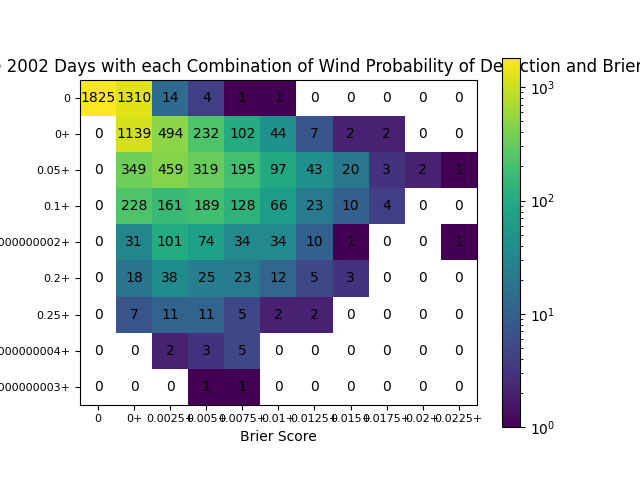 2002 Days with each Combination of Wind Probability of Detection and Brier
0 1825 1310 14 4 1 1 0 0 0 0 0
0+ 0 1139 494 232 102 44 7 2 2 0 0
0.05+ 0 349 459 319 195 97 43 20 3 2 1
0.1+ 0 228 161 189 128 66 23 10 4 0 0
000000002+ 0 31 101 74 34 34 10 1 0 0 1
0.2+ 0 18 38 25 23 12 5 3 0 0 0
0.25+ 0 7 11 11 5 2 2 0 0 0 0
000000004+ 0 0 2 3 5 0 0 0 0 0 0
000000003+ 0 0 0 1 1 0 0 0 0 0 0
0 0+ 0.0025+ 0.005+ 0.0075+ 0.01+ 0.0125+ 0.015+ 0.0175+ 0.02+ 0.0225+
Brier Score
10³
10²
10¹
10⁰